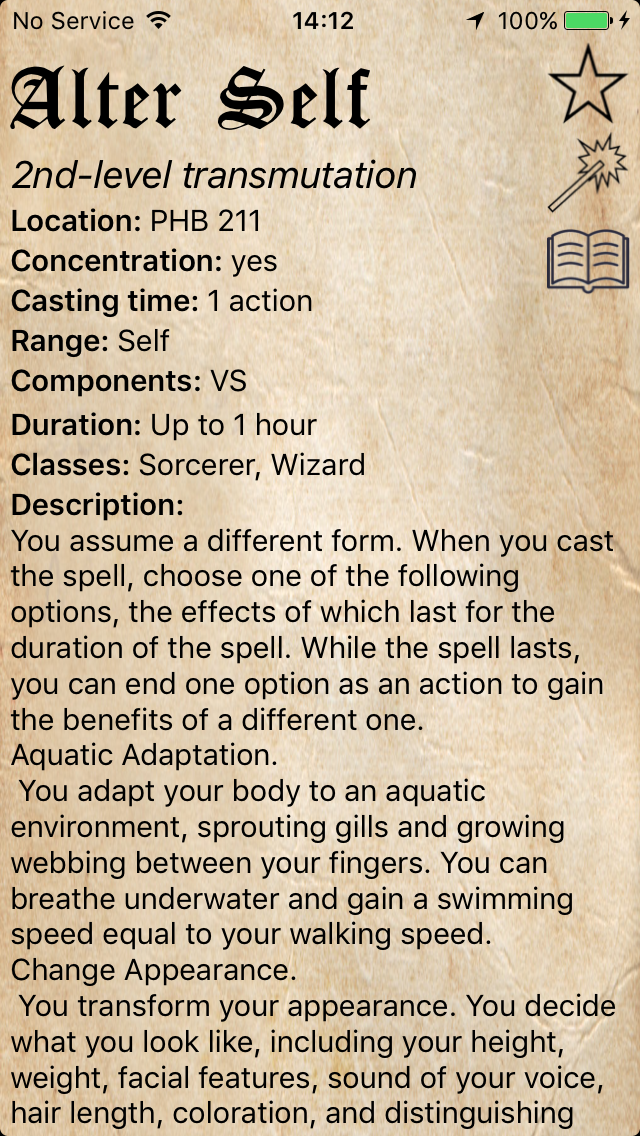 No Service 14:12 100%
Alter Self
2nd-level transmutation
Location: PHB 211
Concentration: yes
Casting time: 1 action
Range: Self
Components: VS
Duration: Up to 1 hour
Classes: Sorcerer, Wizard
Description:
You assume a different form. When you cast
the spell, choose one of the following
options, the effects of which last for the
duration of the spell. While the spell lasts,
you can end one option as an action to gain
the benefits of a different one.
Aquatic Adaptation.
You adapt your body to an aquatic
environment, sprouting gills and growing
webbing between your fingers. You can
breathe underwater and gain a swimming
speed equal to your walking speed.
Change Appearance.
You transform your appearance. You decide
what you look like, including your height,
weight, facial features, sound of your voice,
hair length, coloration, and distinguishing